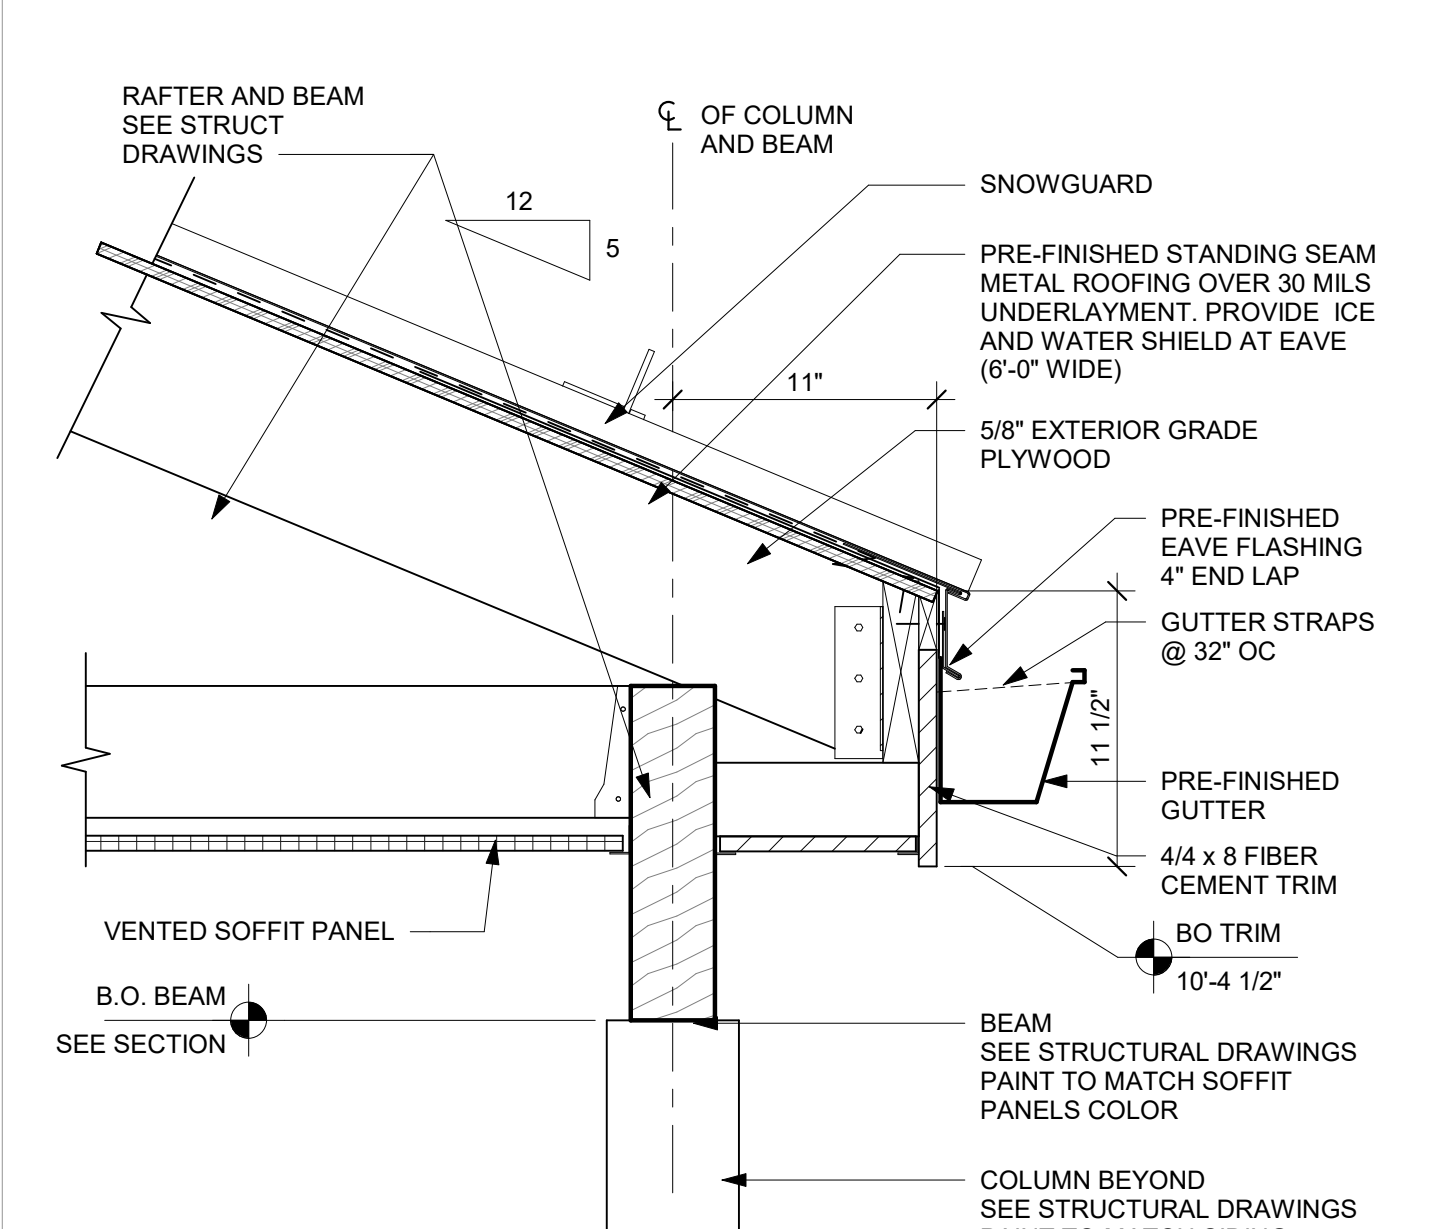 RAFTER AND BEAM
SEE STRUCT
DRAWINGS
℄ OF COLUMN
AND BEAM
12
5
SNOWGUARD
PRE-FINISHED STANDING SEAM
METAL ROOFING OVER 30 MILS
UNDERLAYMENT. PROVIDE ICE
AND WATER SHIELD AT EAVE
(6'-0" WIDE)
11"
5/8" EXTERIOR GRADE
PLYWOOD
PRE-FINISHED
EAVE FLASHING
4" END LAP
GUTTER STRAPS
@ 32" OC
11 1/2"
PRE-FINISHED
GUTTER
4/4 x 8 FIBER
CEMENT TRIM
VENTED SOFFIT PANEL
BO TRIM
10'-4 1/2"
B.O. BEAM
SEE SECTION
BEAM
SEE STRUCTURAL DRAWINGS
PAINT TO MATCH SOFFIT
PANELS COLOR
COLUMN BEYOND
SEE STRUCTURAL DRAWINGS
PAINT TO MATCH SIDING